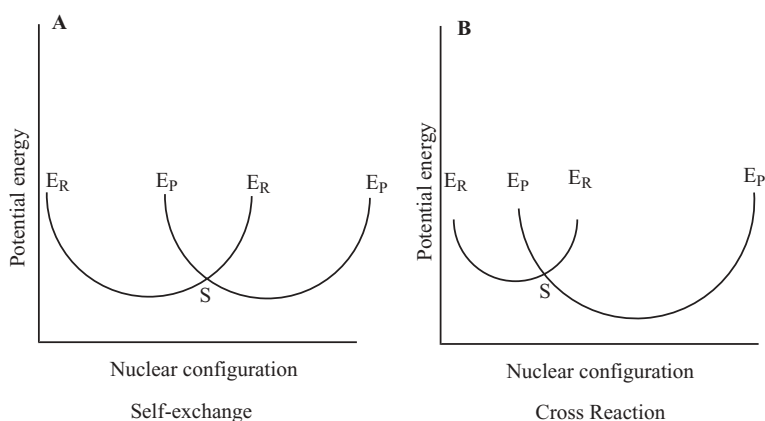 A
Potential energy
E_R E_P E_R E_P
S
Nuclear configuration
Self-exchange
B
Potential energy
E_R E_P E_R E_P
S
Nuclear configuration
Cross Reaction